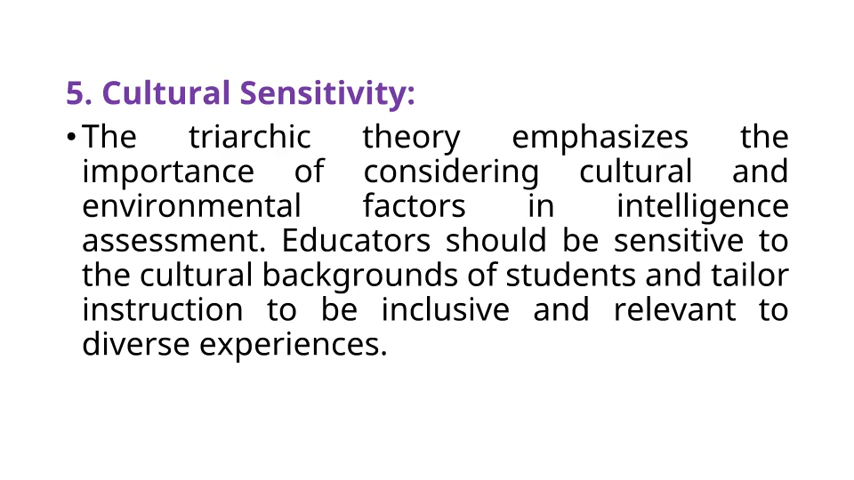 5. Cultural Sensitivity:
• The triarchic theory emphasizes the
importance of considering cultural and
environmental factors in intelligence
assessment. Educators should be sensitive to
the cultural backgrounds of students and tailor
instruction to be inclusive and relevant to
diverse experiences.